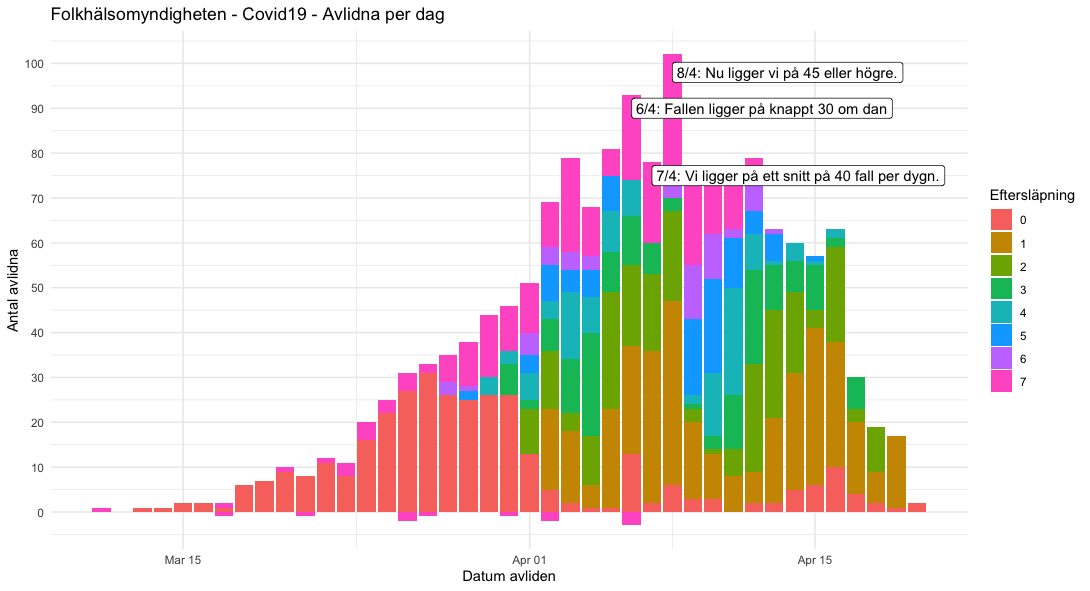 Folkhälsomyndigheten - Covid19 - Avlidna per dag
Antal avlidna
100
90
80
70
60
50
40
30
20
10
0
8/4: Nu ligger vi på 45 eller högre.
6/4: Fallen ligger på knappt 30 om dan
7/4: Vi ligger på ett snitt på 40 fall per dygn.
Mar 15
Apr 01
Apr 15
Datum avliden
Eftersläpning
0
1
2
3
4
5
6
7